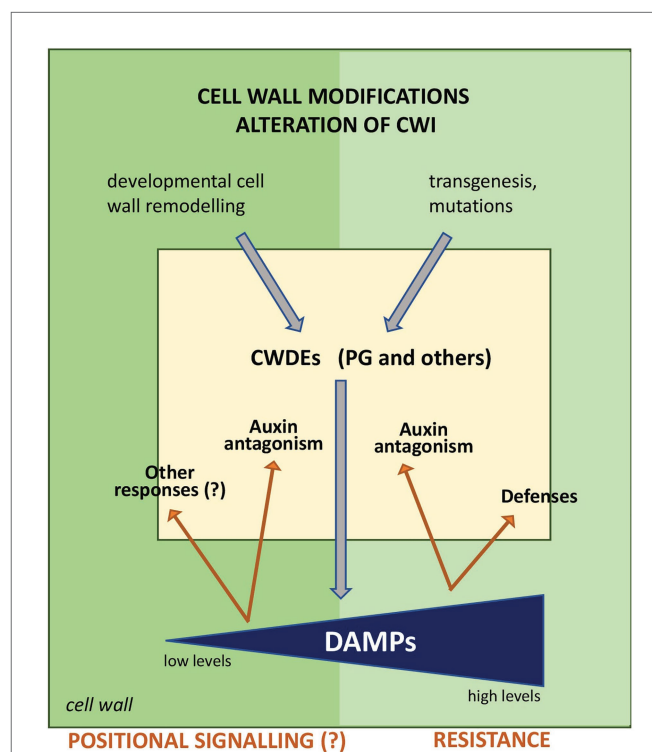 CELL WALL MODIFICATIONS
ALTERATION OF CWI
developmental cell
wall remodelling
transgenesis,
mutations
CWDEs (PG and others)
Auxin
antagonism
Auxin
antagonism
Other
responses (?)
Defenses
DAMPs
low levels
high levels
cell wall
POSITIONAL SIGNALLING (?)
RESISTANCE